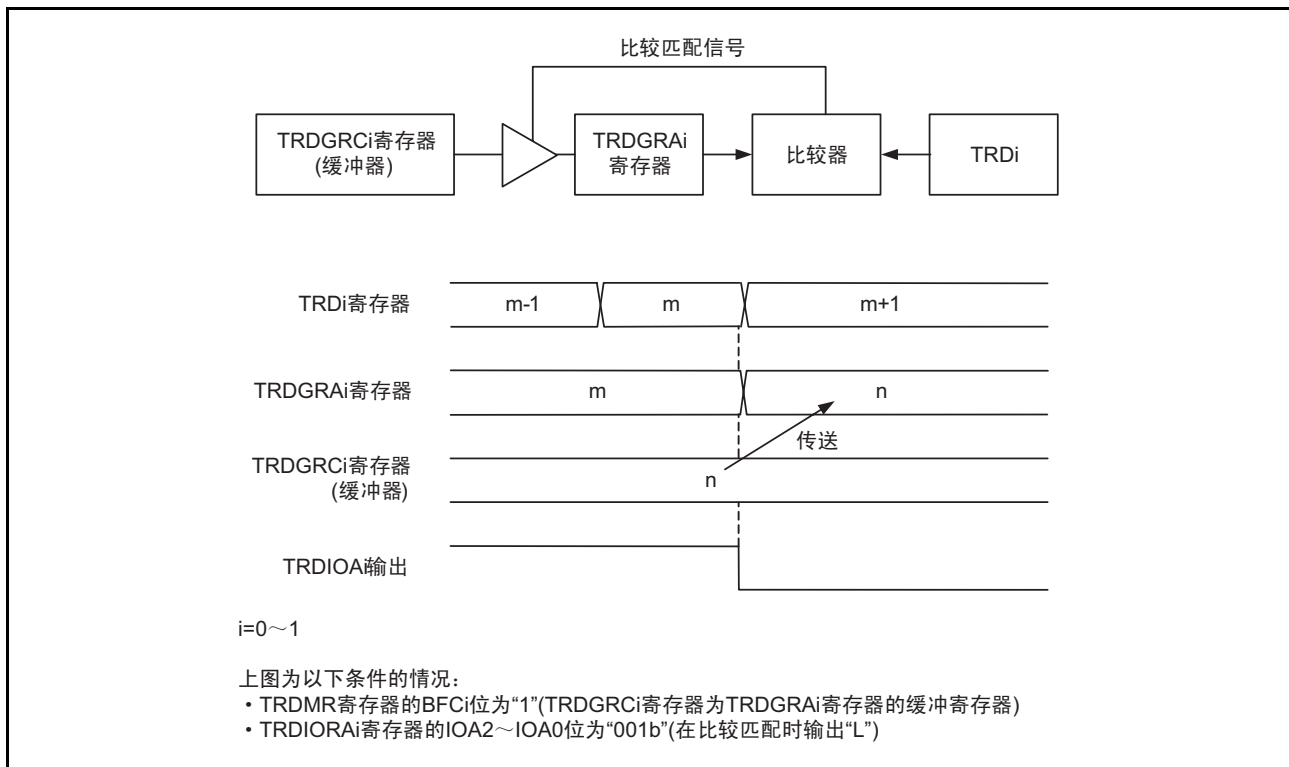 比较匹配信号
TRDGRCi寄存器
(缓冲器)
TRDGRAi
寄存器
比较器
TRDi
TRDi寄存器
m-1
m
m+1
TRDGRAi寄存器
m
n
传送
TRDGRCi寄存器
(缓冲器)
n
TRDIOAi输出
i=0～1
上图为以下条件的情况：
• TRDMR寄存器的BFCi位为“1”(TRDGRCi寄存器为TRDGRAi寄存器的缓冲寄存器)
• TRDIORAi寄存器的IOA2～IOA0位为“001b”(在比较匹配时输出“L”)